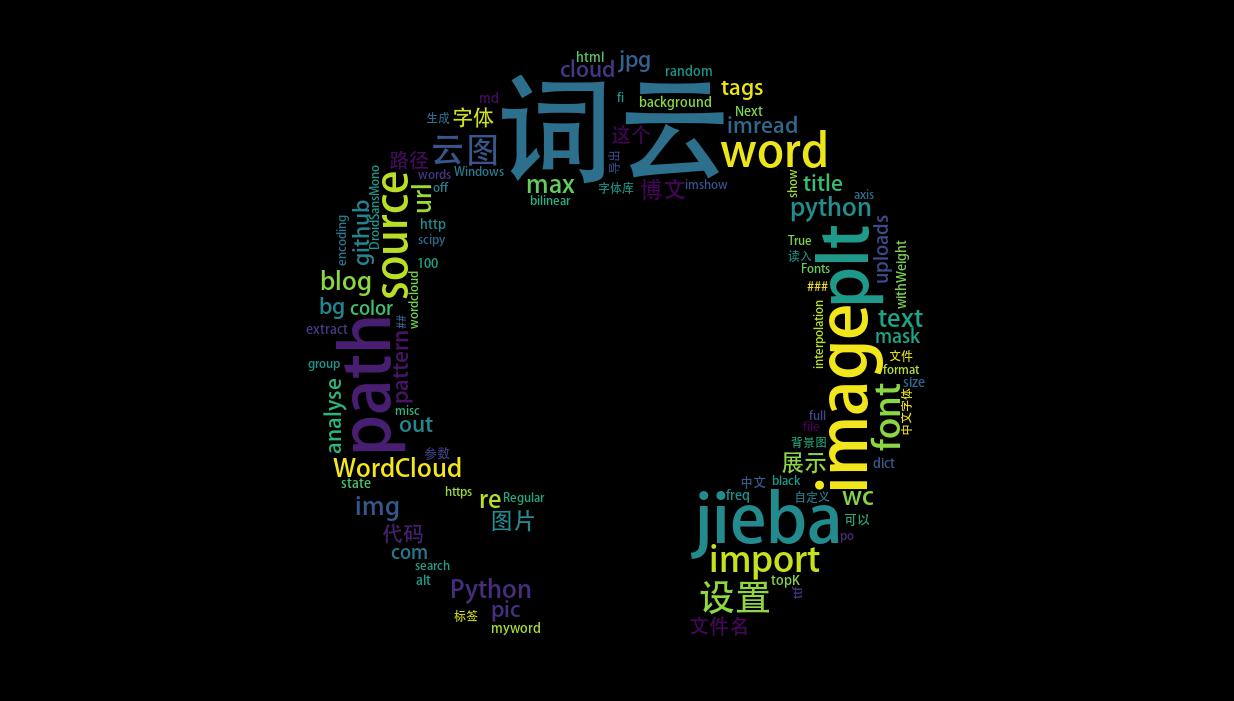 html
jpg
cloud
random
tags
md
fi
background
Next
生成
字体
词云
这个
imread
word
云图
路径
Windows
words
off
max
字体库
博文
imshow
bilinear
show
title
axis
python
source
url
github
DroidSansMono
encoding
http
scipy
100
blog
bg
color
wordcloud
##
extract
path
pattern
group
analyse
misc
out
参数
WordCloud
state
img
https
re
Regular
图片
代码
com
search
alt
Python
标签
pic
myword
True
读入
Fonts
###
plt
uploads
withWeight
image
interpolation
text
mask
文件
format
size
font
中文字体
full
file
背景图
展示
dict
中文
black
freq
自定义
wc
可以
jieba
po
import
topK
设置
ttf
文件名